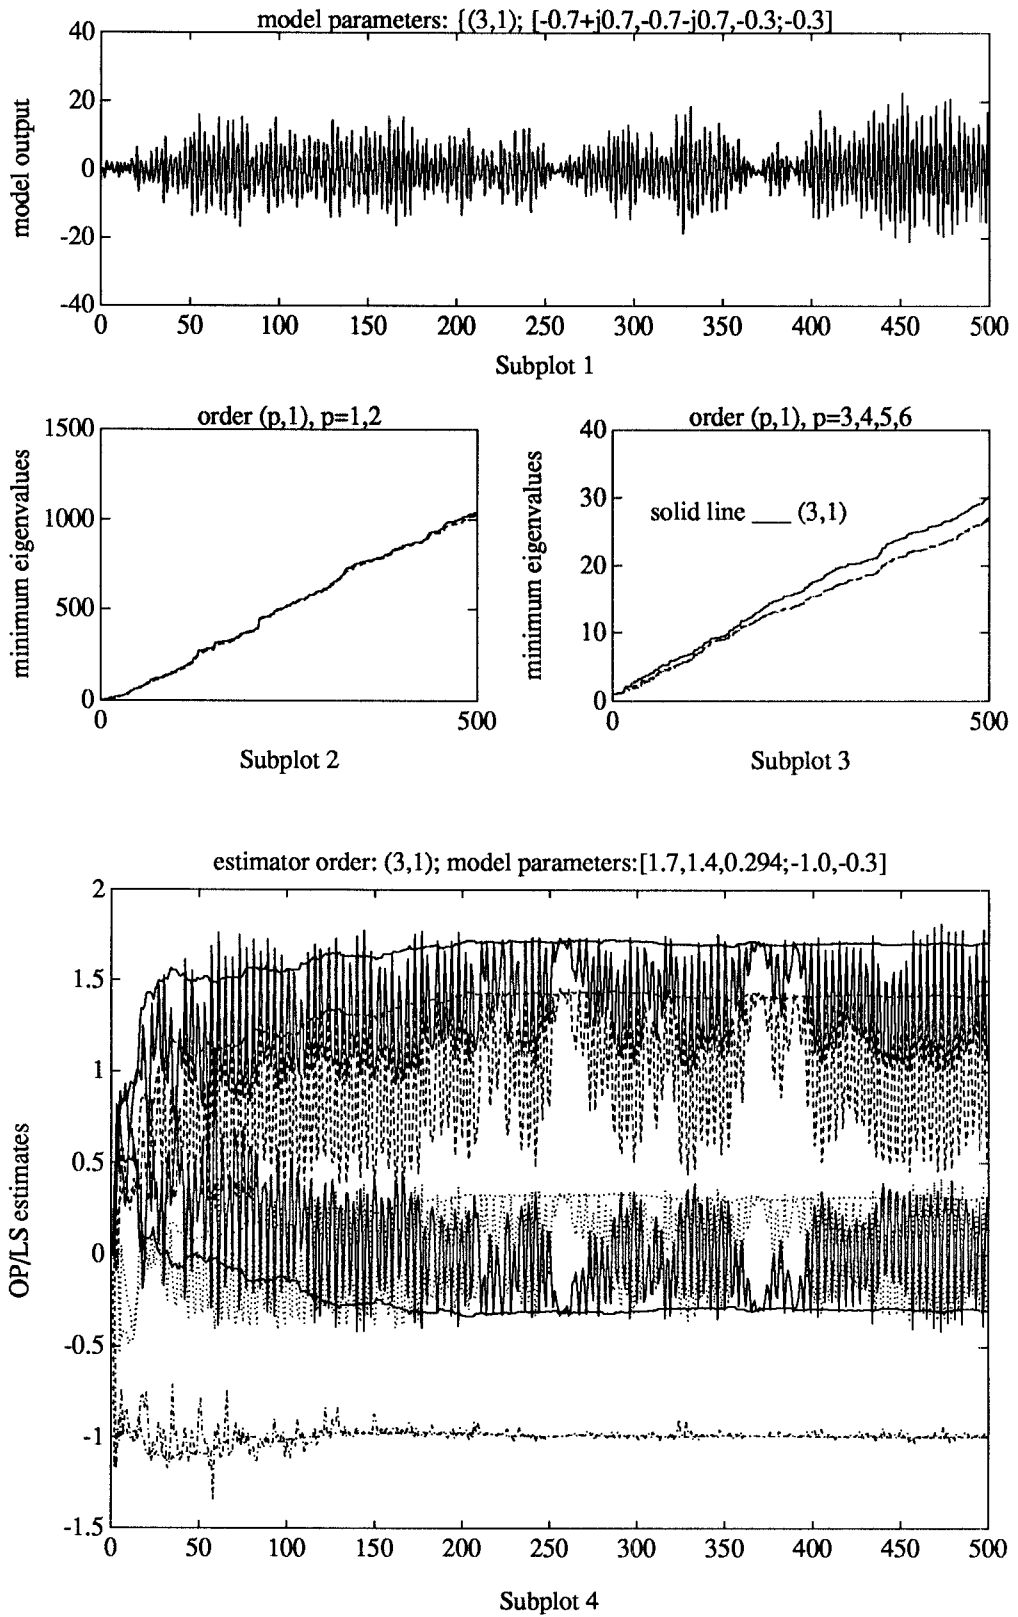 model parameters: {(3,1); [-0.7+j0.7,-0.7-j0.7,-0.3;-0.3]
40
20
0
-20
-40
model output
0 50 100 150 200 250 300 350 400 450 500
Subplot 1
order (p,1), p=1,2
1500
1000
500
0
minimum eigenvalues
0 500
Subplot 2
order (p,1), p=3,4,5,6
40
30
20
10
0
minimum eigenvalues
solid line ___ (3,1)
0 500
Subplot 3
estimator order: (3,1); model parameters:[1.7,1.4,0.294;-1.0,-0.3]
2
1.5
1
0.5
0
-0.5
-1
-1.5
OP/LS estimates
0 50 100 150 200 250 300 350 400 450 500
Subplot 4